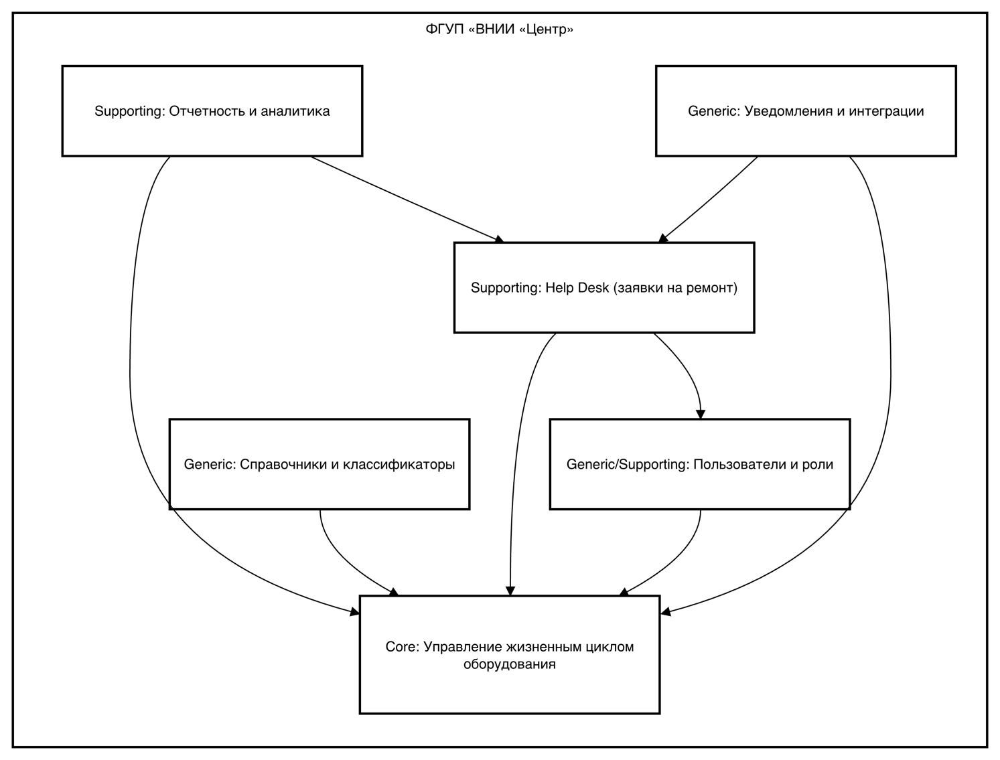 ФГУП «ВНИИ «Центр»
Supporting: Отчетность и аналитика
Generic: Уведомления и интеграции
Supporting: Help Desk (заявки на ремонт)
Generic: Справочники и классификаторы
Generic/Supporting: Пользователи и роли
Core: Управление жизненным циклом
оборудования